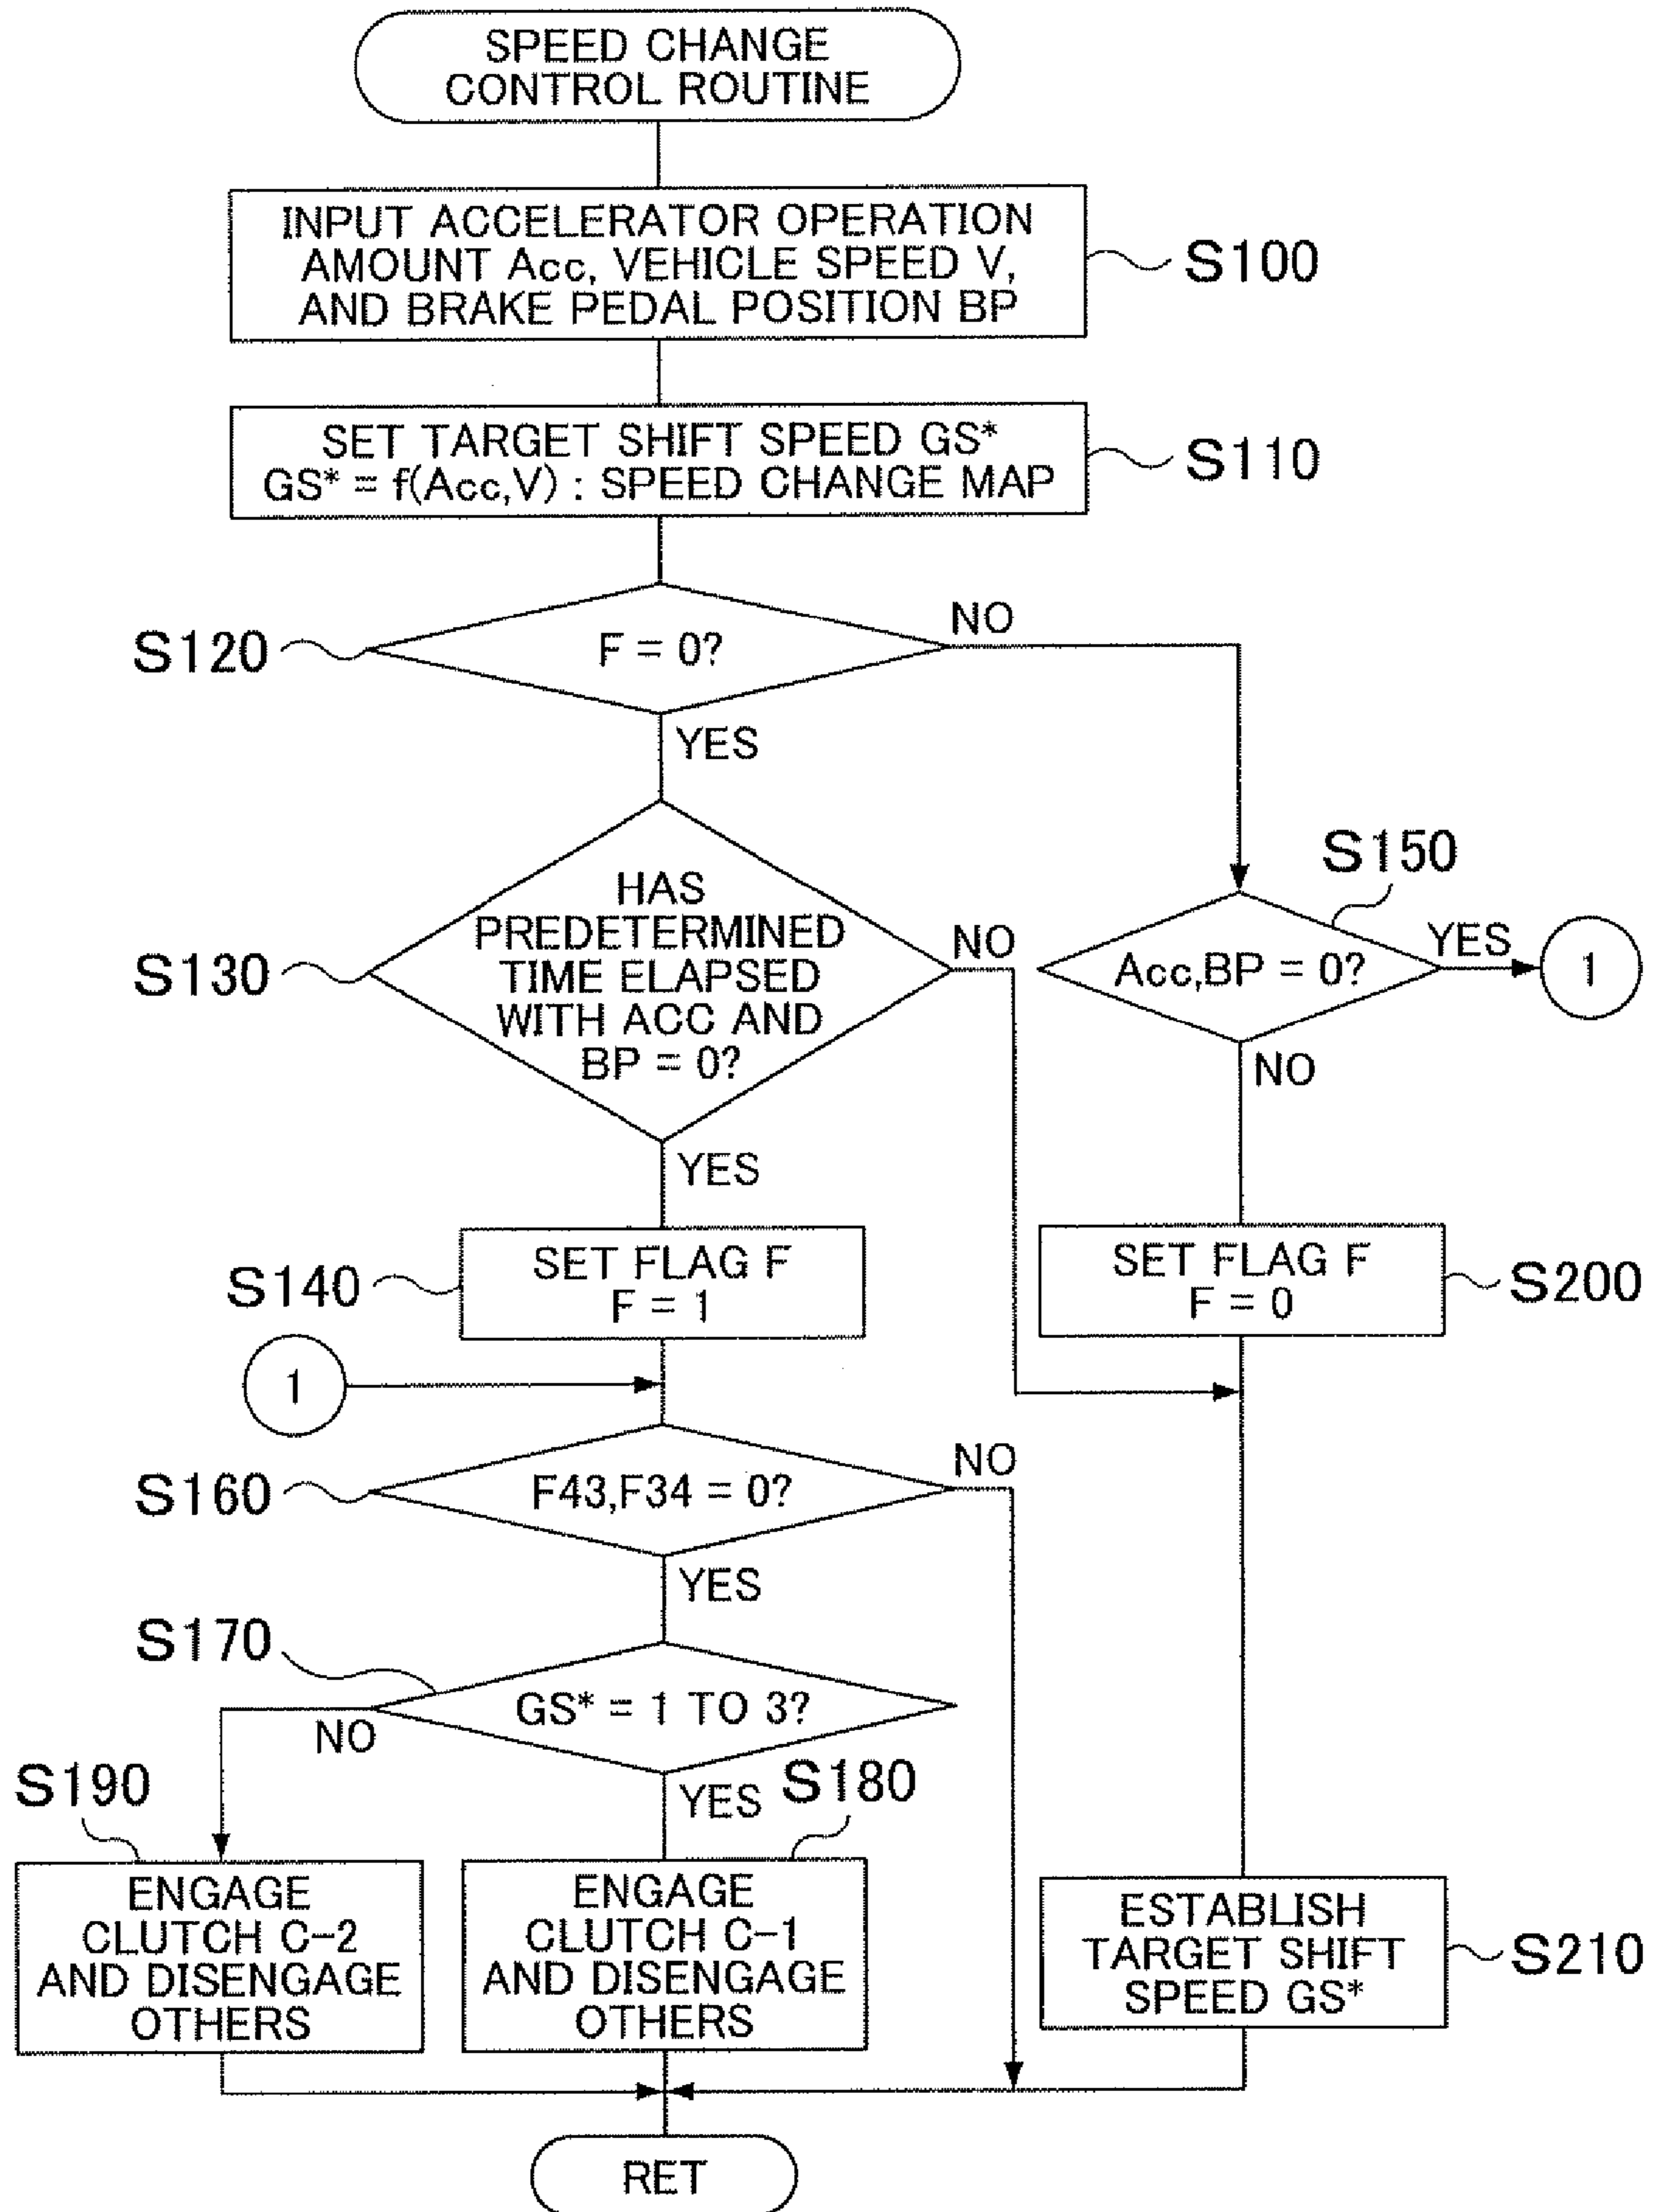 SPEED CHANGE
CONTROL ROUTINE
INPUT ACCELERATOR OPERATION
AMOUNT Acc, VEHICLE SPEED V,
AND BRAKE PEDAL POSITION BP
S100
SET TARGET SHIFT SPEED GS*
GS* = f(Acc,V) : SPEED CHANGE MAP
S110
S120
F = 0?
NO
YES
S130
HAS
PREDETERMINED
TIME ELAPSED
WITH ACC AND
BP = 0?
NO
YES
S150
Acc,BP = 0?
YES
1
NO
S140
SET FLAG F
F = 1
SET FLAG F
F = 0
S200
1
S160
F43,F34 = 0?
NO
YES
S170
GS* = 1 TO 3?
NO
YES
S190
S180
ENGAGE
CLUTCH C-2
AND DISENGAGE
OTHERS
ENGAGE
CLUTCH C-1
AND DISENGAGE
OTHERS
ESTABLISH
TARGET SHIFT
SPEED GS*
S210
RET